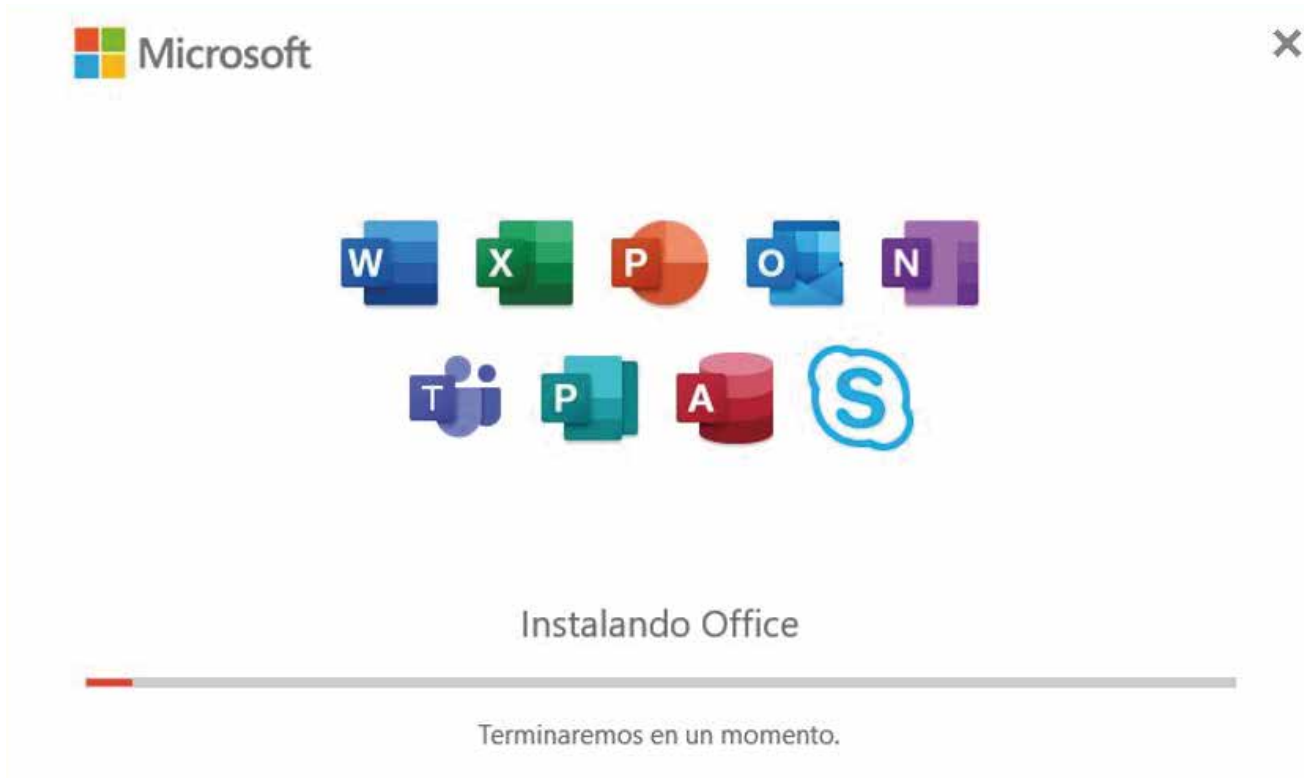 Microsoft
W X P O N
T P A S
Instalando Office
Terminaremos en un momento.